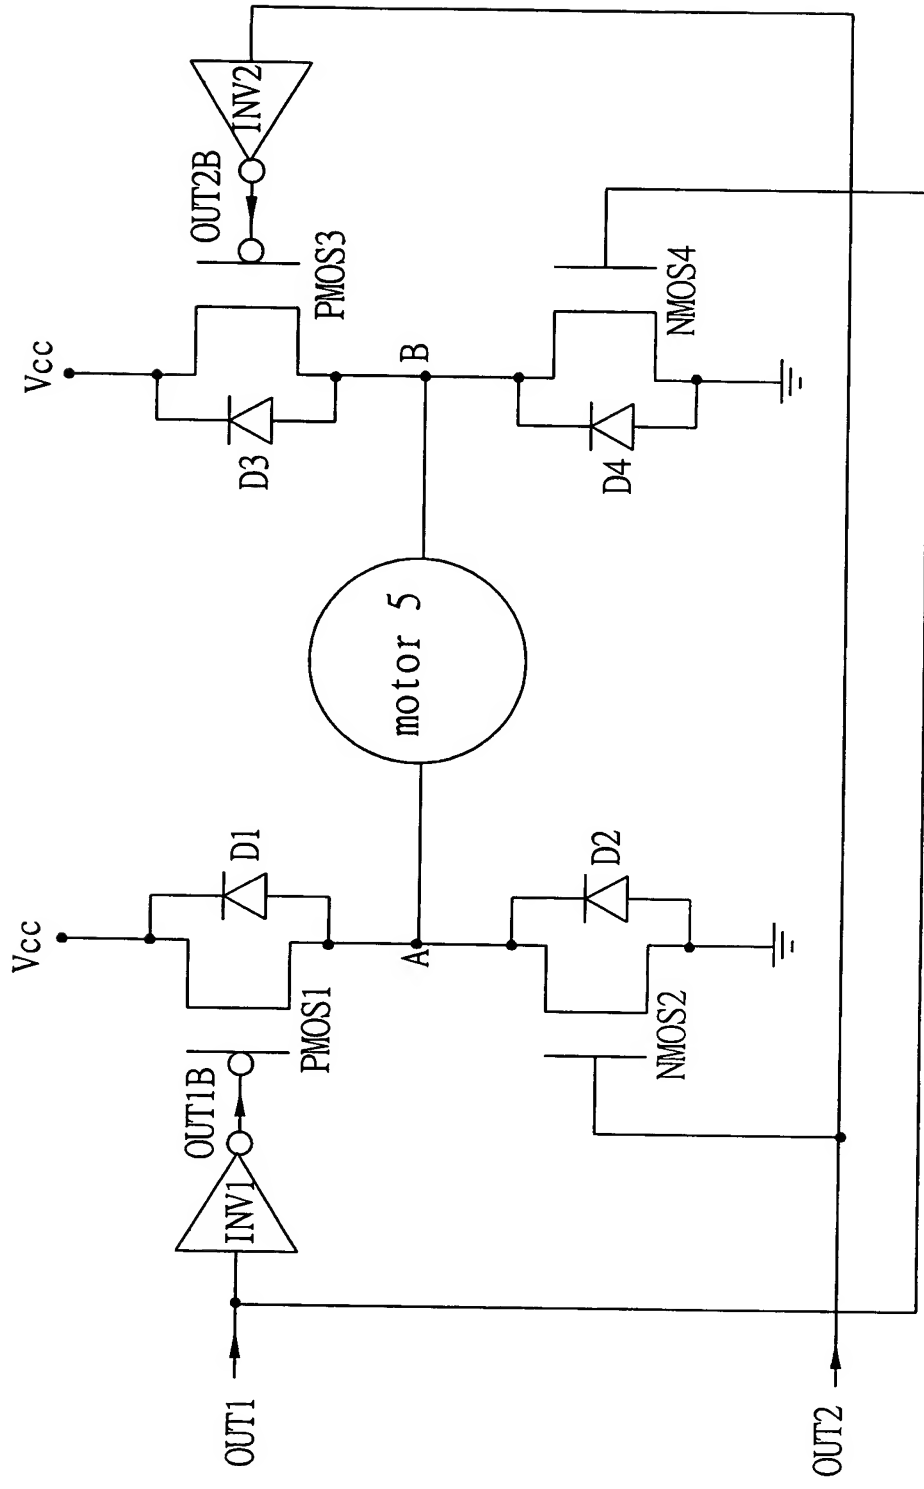 Vcc
Vcc
OUT1
INV1
OUT1B
PMOS1
D1
A
motor 5
B
D3
PMOS3
OUT2B
INV2
OUT2
NMOS2
D2
D4
NMOS4